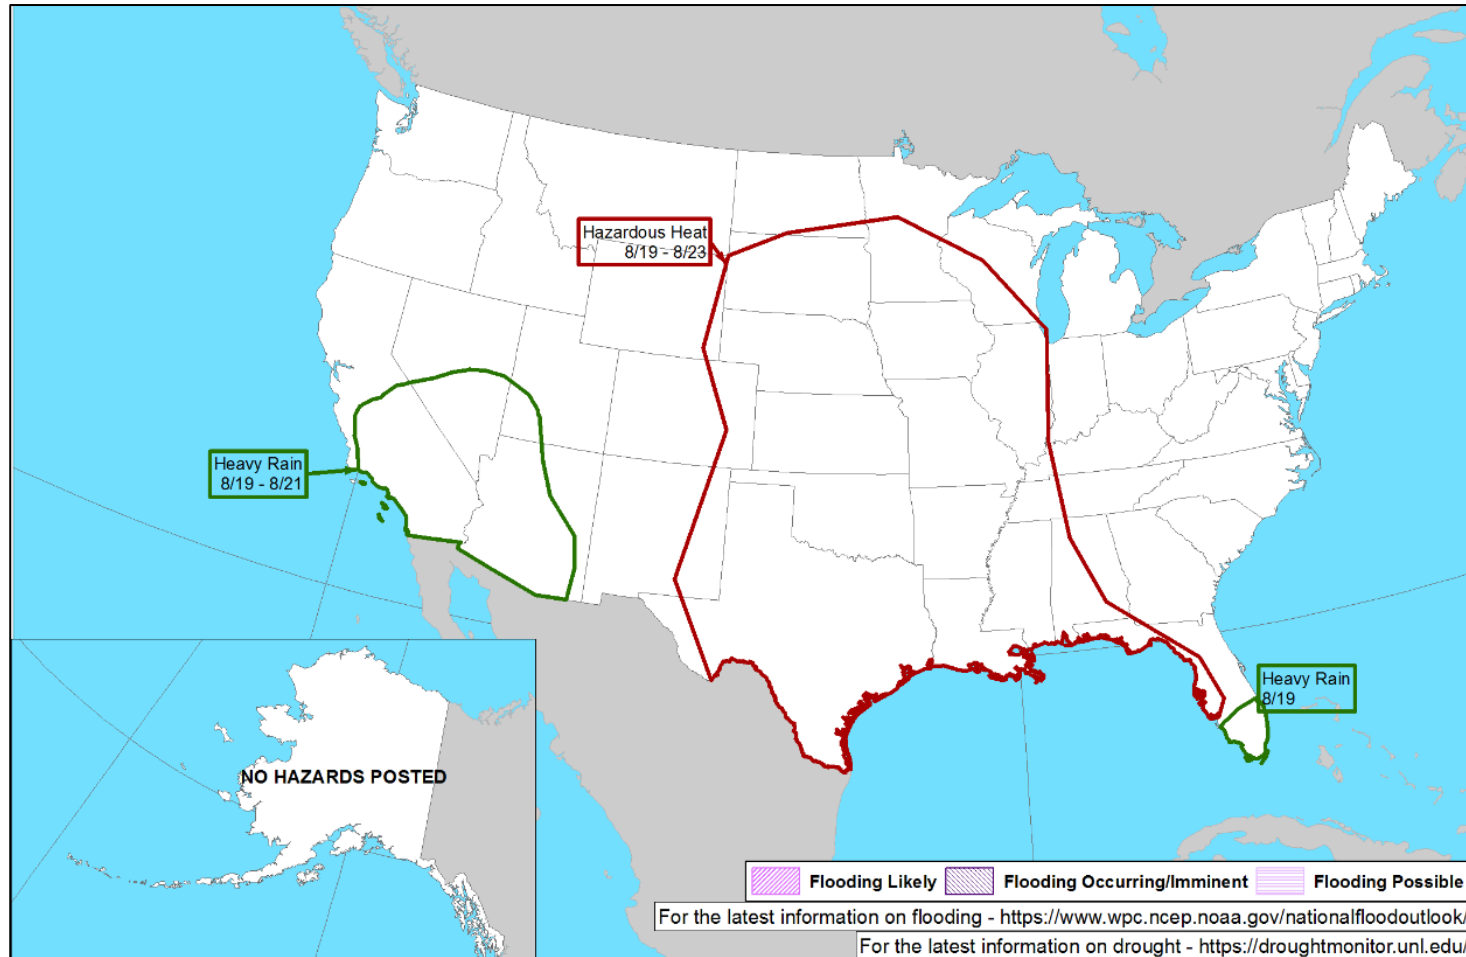 Hazardous Heat
8/19 - 8/23
Heavy Rain
8/19 - 8/21
Heavy Rain
8/19
NO HAZARDS POSTED
Flooding Likely Flooding Occurring/Imminent Flooding Possible
For the latest information on flooding - https://www.wpc.ncep.noaa.gov/nationalfloodoutlook/
For the latest information on drought - https://droughtmonitor.unl.edu/